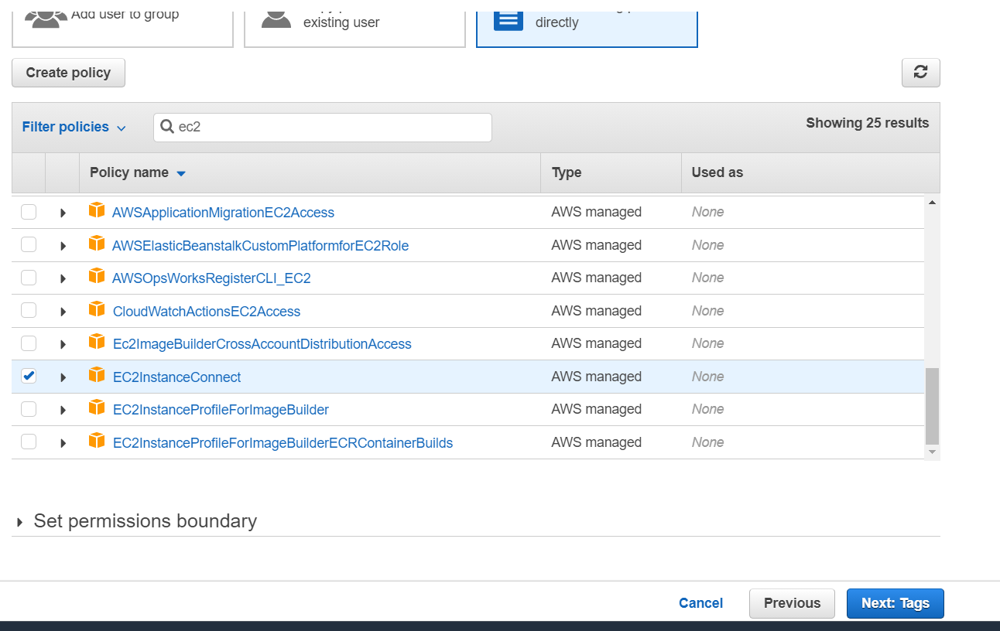 Add user to group
existing user
directly
Create policy
Filter policies
ec2
Showing 25 results
Policy name
Type
Used as
AWSApplicationMigrationEC2Access AWS managed None
AWSElasticBeanstalkCustomPlatformforEC2Role AWS managed None
AWSOpsWorksRegisterCLI_EC2 AWS managed None
CloudWatchActionsEC2Access AWS managed None
Ec2ImageBuilderCrossAccountDistributionAccess AWS managed None
EC2InstanceConnect AWS managed None
EC2InstanceProfileForImageBuilder AWS managed None
EC2InstanceProfileForImageBuilderECRContainerBuilds AWS managed None
Set permissions boundary
Cancel
Previous
Next: Tags